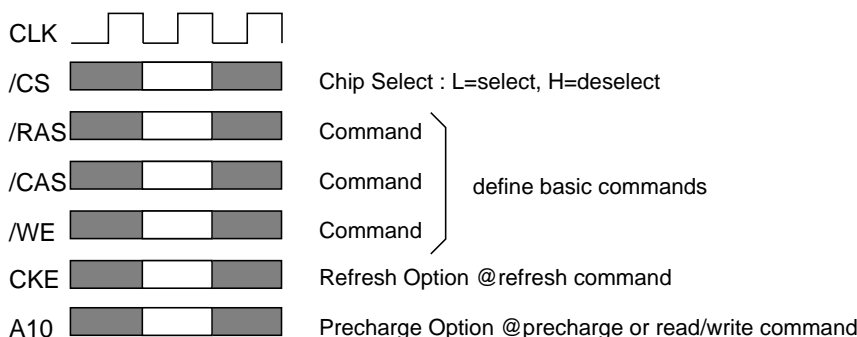 CLK
/CS Chip Select : L=select, H=deselect
/RAS Command
/CAS Command define basic commands
/WE Command
CKE Refresh Option @refresh command
A10 Precharge Option @precharge or read/write command